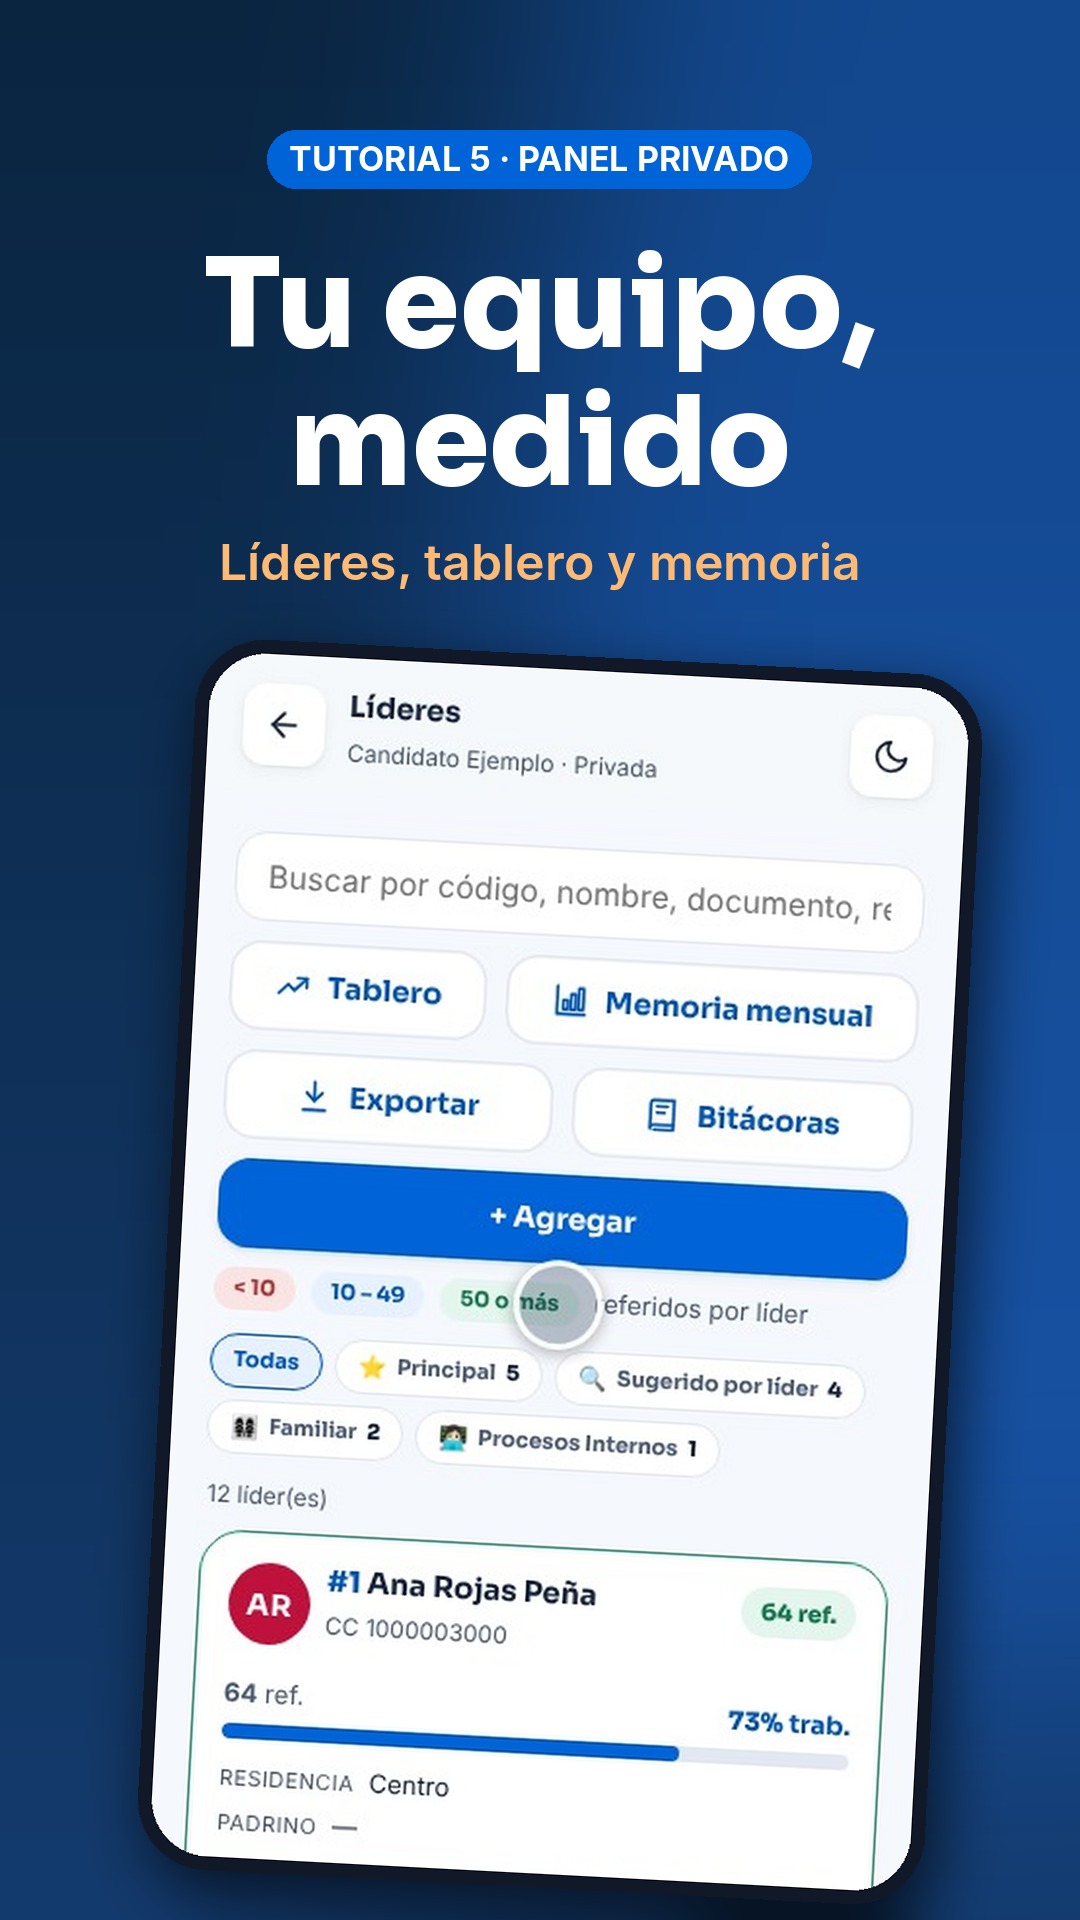 TUTORIAL 5 · PANEL PRIVADO
Tu equipo,
medido
Líderes, tablero y memoria
Líderes
Candidato Ejemplo · Privada
Buscar por código, nombre, documento, re
Tablero
Memoria mensual
Exportar
Bitácoras
+ Agregar
< 10 10 – 49 50 o más referidos por líder
Todas Principal 5 Sugerido por líder 4
Familiar 2 Procesos Internos 1
12 líder(es)
AR #1 Ana Rojas Peña 64 ref.
CC 1000003000
64 ref. 73% trab.
RESIDENCIA Centro
PADRINO —